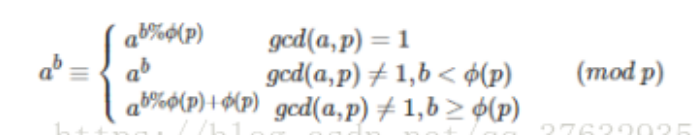 a^{b%ϕ(p)} gcd(a,p) = 1
a^b ≡ { a^b gcd(a,p) ≠ 1, b < ϕ(p) (mod p)
a^{b%ϕ(p)+ϕ(p)} gcd(a,p) ≠ 1, b ≥ ϕ(p)